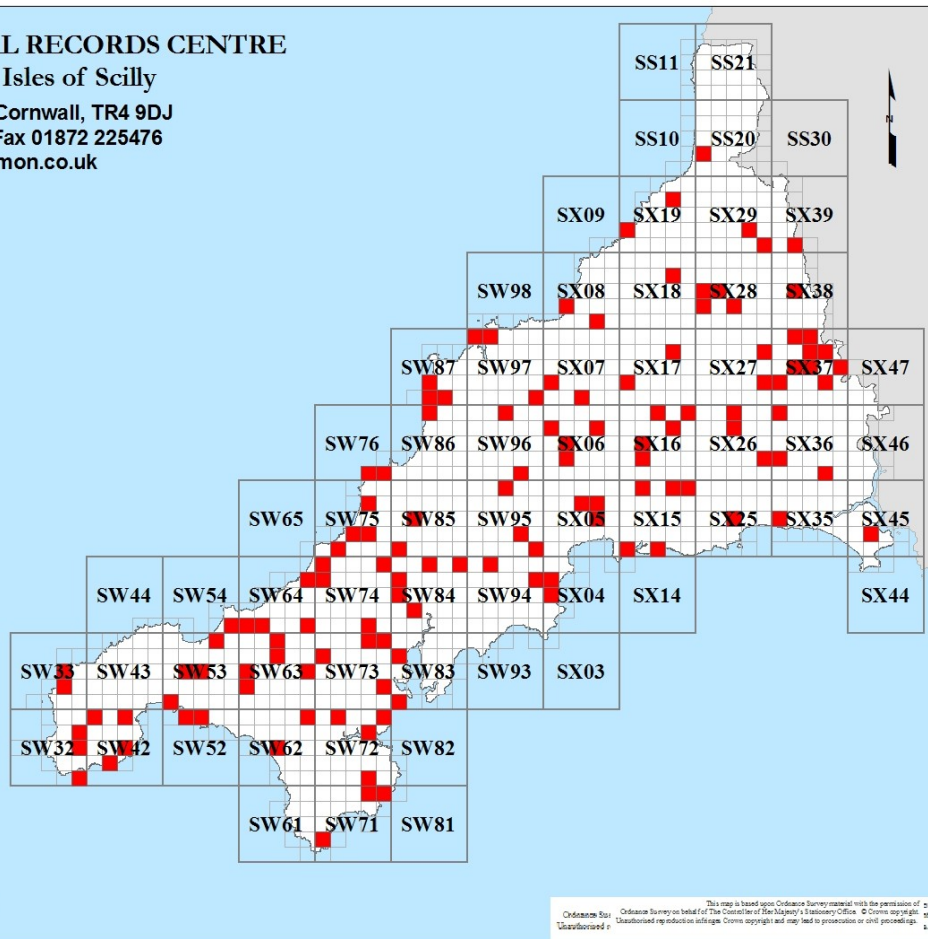 L RECORDS CENTRE
Isles of Scilly
Cornwall, TR4 9DJ
Fax 01872 225476
mon.co.uk
N
SS11 SS21
SS10 SS20 SS30
SX09 SX19 SX29 SX39
SW98 SX08 SX18 SX28 SX38
SW87 SW97 SX07 SX17 SX27 SX37 SX47
SW76 SW86 SW96 SX06 SX16 SX26 SX36 SX46
SW65 SW75 SW85 SW95 SX05 SX15 SX25 SX35 SX45
SW44 SW54 SW64 SW74 SW84 SW94 SX04 SX14 SX44
SW33 SW43 SW53 SW63 SW73 SW83 SW93 SX03
SW32 SW42 SW52 SW62 SW72 SW82
SW61 SW71 SW81
This map is based upon Ordnance Survey material with the permission of
Ordnance Survey on behalf of The Controller of Her Majesty's Stationery Office. © Crown copyright.
Unauthorised reproduction infringes Crown copyright and may lead to prosecution or civil proceedings.